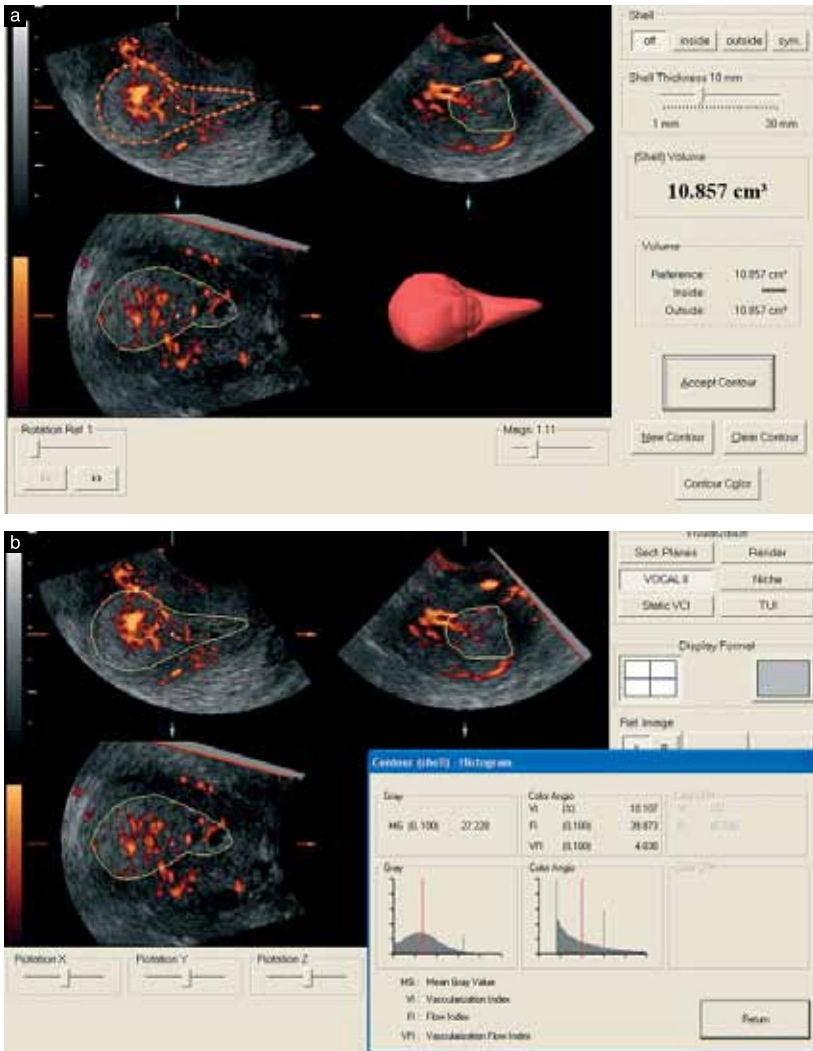 a
Shell
off inside outside sym.
Shell Thickness 10 mm
1 mm 30 mm
(Shell) Volume
10.857 cm³
Volume
Reference: 10.857 cm³
Inside:
Outside: 10.857 cm³
Accept Contour
New Contour Clear Contour
Contour Color
Rotation Ref. 1
Magn. 1.11
b
Visualization
Sect Planes Render
VOCAL II Niche
Static VCI TUI
Display Format
Ref. Image
Contour (shell) - Histogram
Gray
MG (0..100) 27.228
Color Angio
VI [%] 10.107
FI (0..100) 39.873
VFI (0..100) 4.030
Gray
Color Angio
Rotation X Rotation Y Rotation Z
MG : Mean Gray Value
VI : Vascularization Index
FI : Flow Index
VFI : Vascularization Flow Index
Return